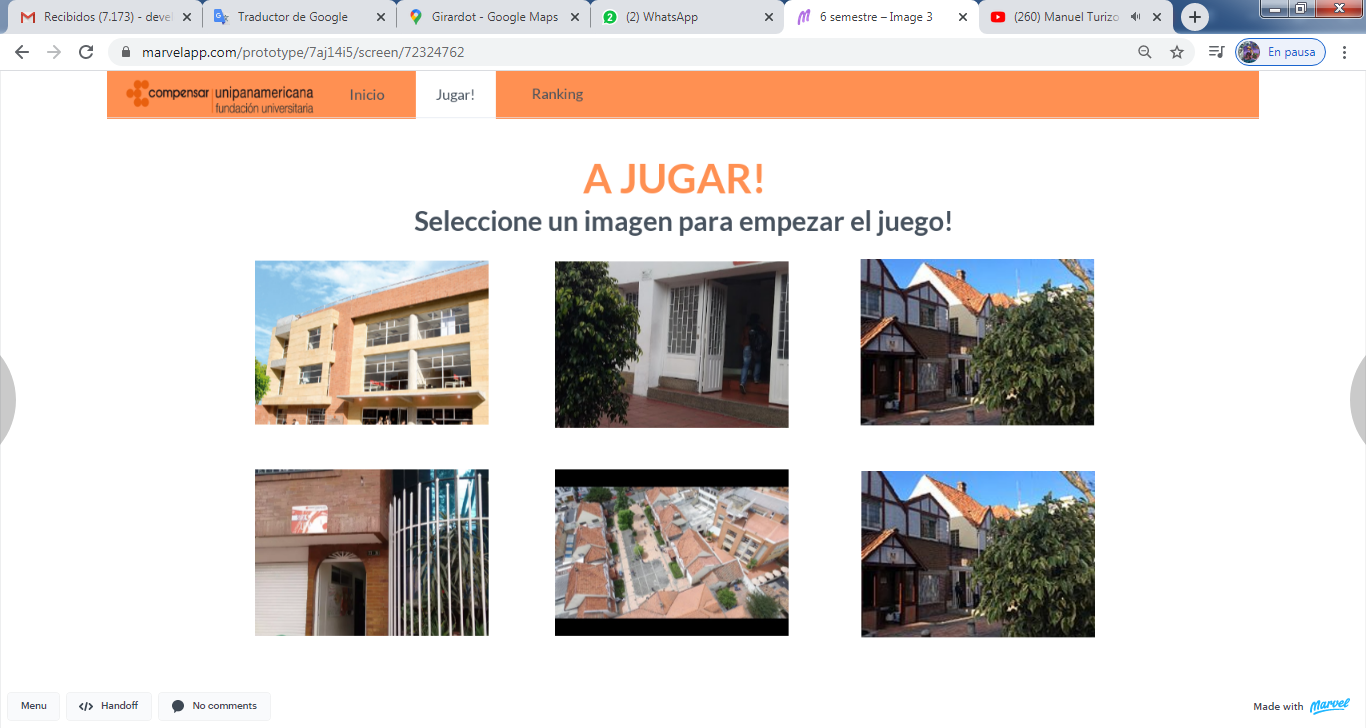 Recibidos (7.173) - devel
Traductor de Google
Girardot - Google Maps
(2) WhatsApp
6 semestre – Image 3
(260) Manuel Turizo
marvelapp.com/prototype/7aj14i5/screen/72324762
En pausa
compensar unipanamericana
fundación universitaria
Inicio
Jugar!
Ranking
A JUGAR!
Seleccione un imagen para empezar el juego!
Menu
Handoff
No comments
Made with Marvel